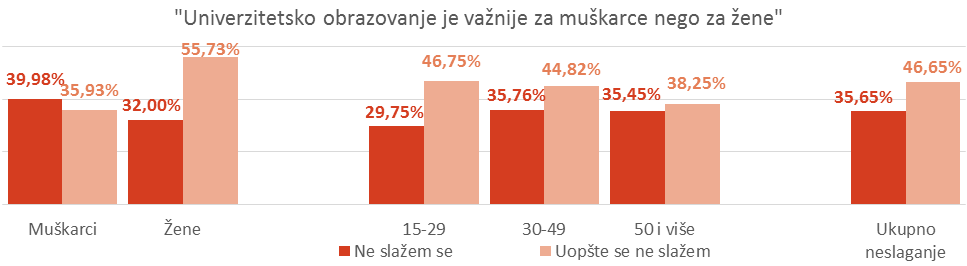 "Univerzitetsko obrazovanje je važnije za muškarce nego za žene"
39,98%
35,93%
32,00%
55,73%
29,75%
46,75%
35,76%
44,82%
35,45%
38,25%
35,65%
46,65%
Muškarci
Žene
15-29
30-49
50 i više
Ukupno
neslaganje
Ne slažem se
Uopšte se ne slažem